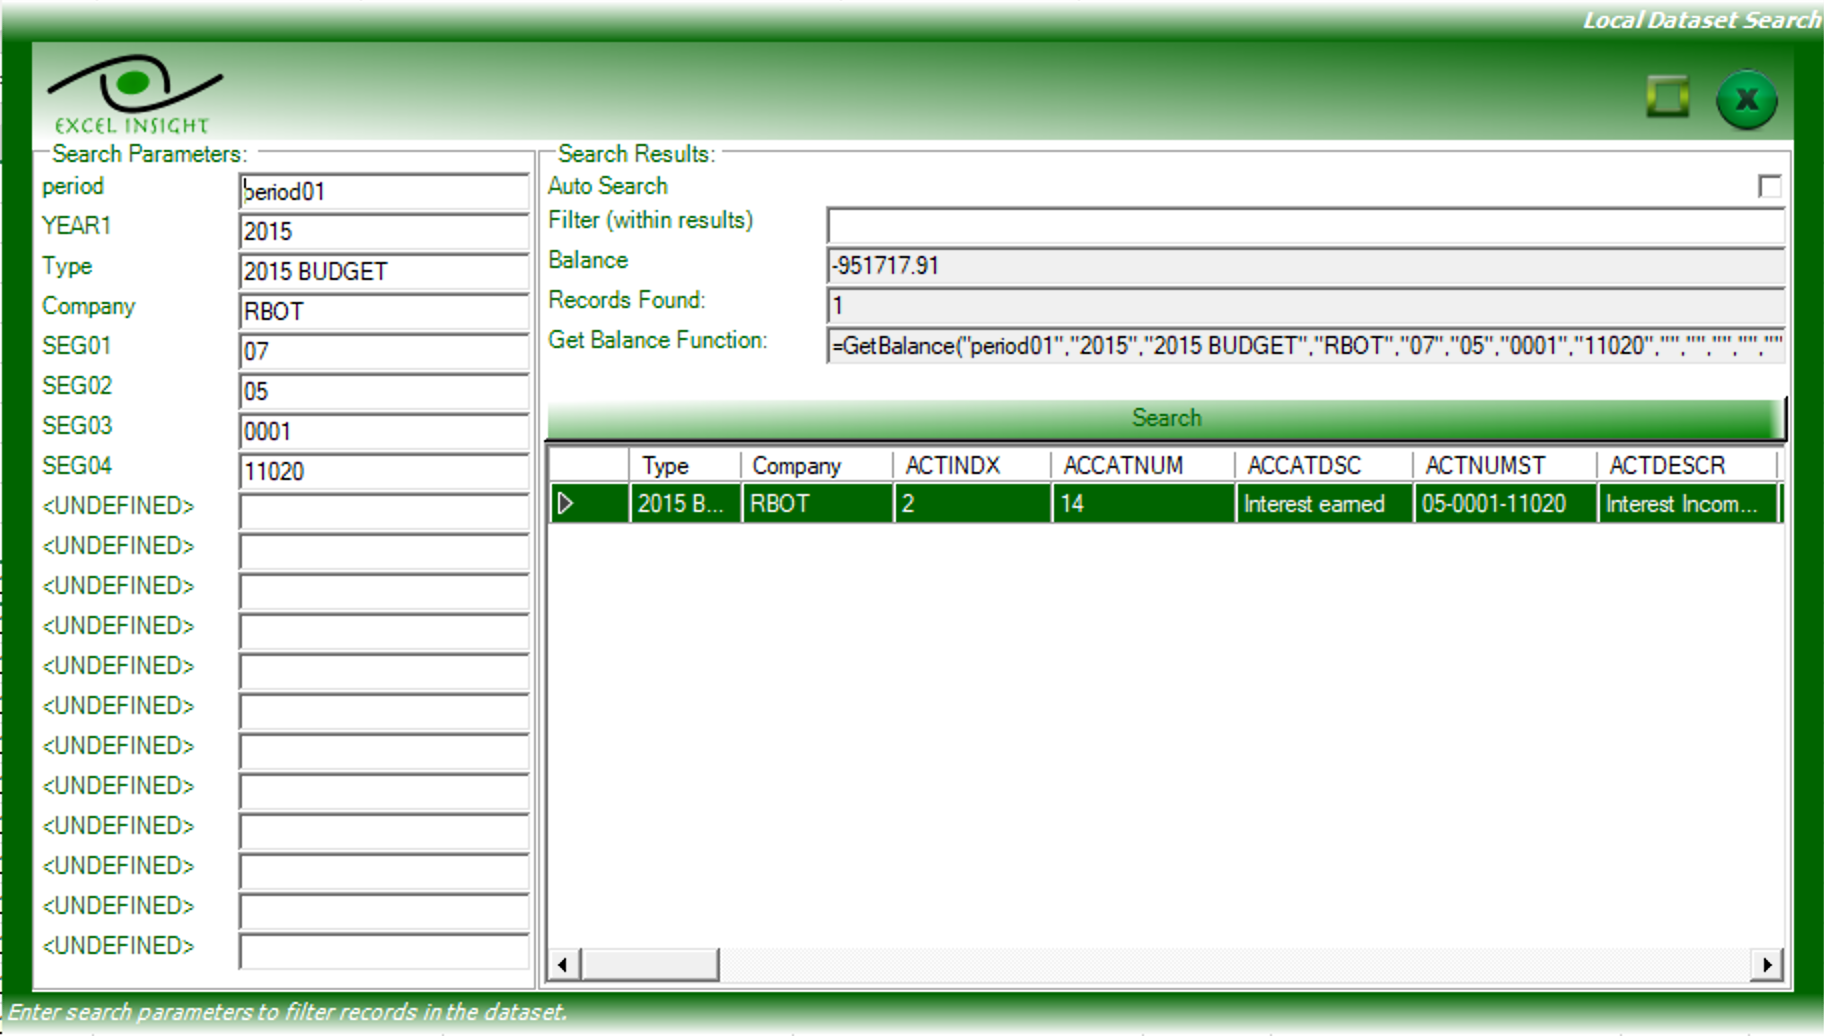 Local Dataset Search
EXCEL INSIGHT
X
Search Parameters:
period period01
YEAR1 2015
Type 2015 BUDGET
Company RBOT
SEG01 07
SEG02 05
SEG03 0001
SEG04 11020
<UNDEFINED>
<UNDEFINED>
<UNDEFINED>
<UNDEFINED>
<UNDEFINED>
<UNDEFINED>
<UNDEFINED>
<UNDEFINED>
<UNDEFINED>
<UNDEFINED>
<UNDEFINED>
<UNDEFINED>
Search Results:
Auto Search
Filter (within results)
Balance -951717.91
Records Found: 1
Get Balance Function: =GetBalance("period01","2015","2015 BUDGET","RBOT","07","05","0001","11020","","","","",""
Search
Type Company ACTINDX ACCATNUM ACCATDSC ACTNUMST ACTDESCR
2015 B... RBOT 2 14 Interest earned 05-0001-11020 Interest Incom...
Enter search parameters to filter records in the dataset.